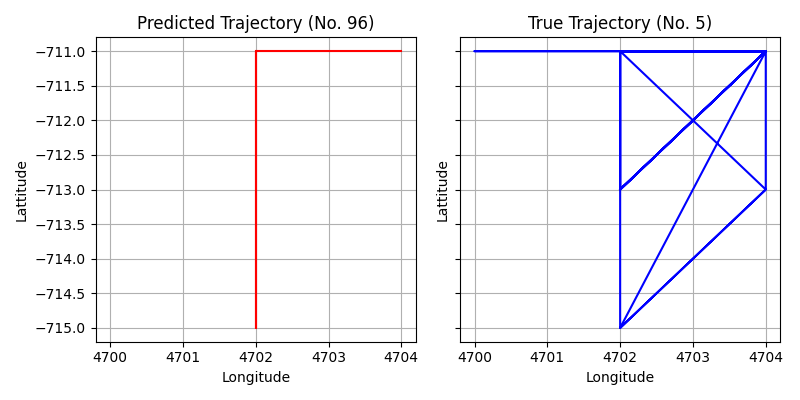 Predicted Trajectory (No. 96)
True Trajectory (No. 5)
Lattitude
−711.0
−711.5
−712.0
−712.5
−713.0
−713.5
−714.0
−714.5
−715.0
4700 4701 4702 4703 4704
Longitude
Lattitude
4700 4701 4702 4703 4704
Longitude